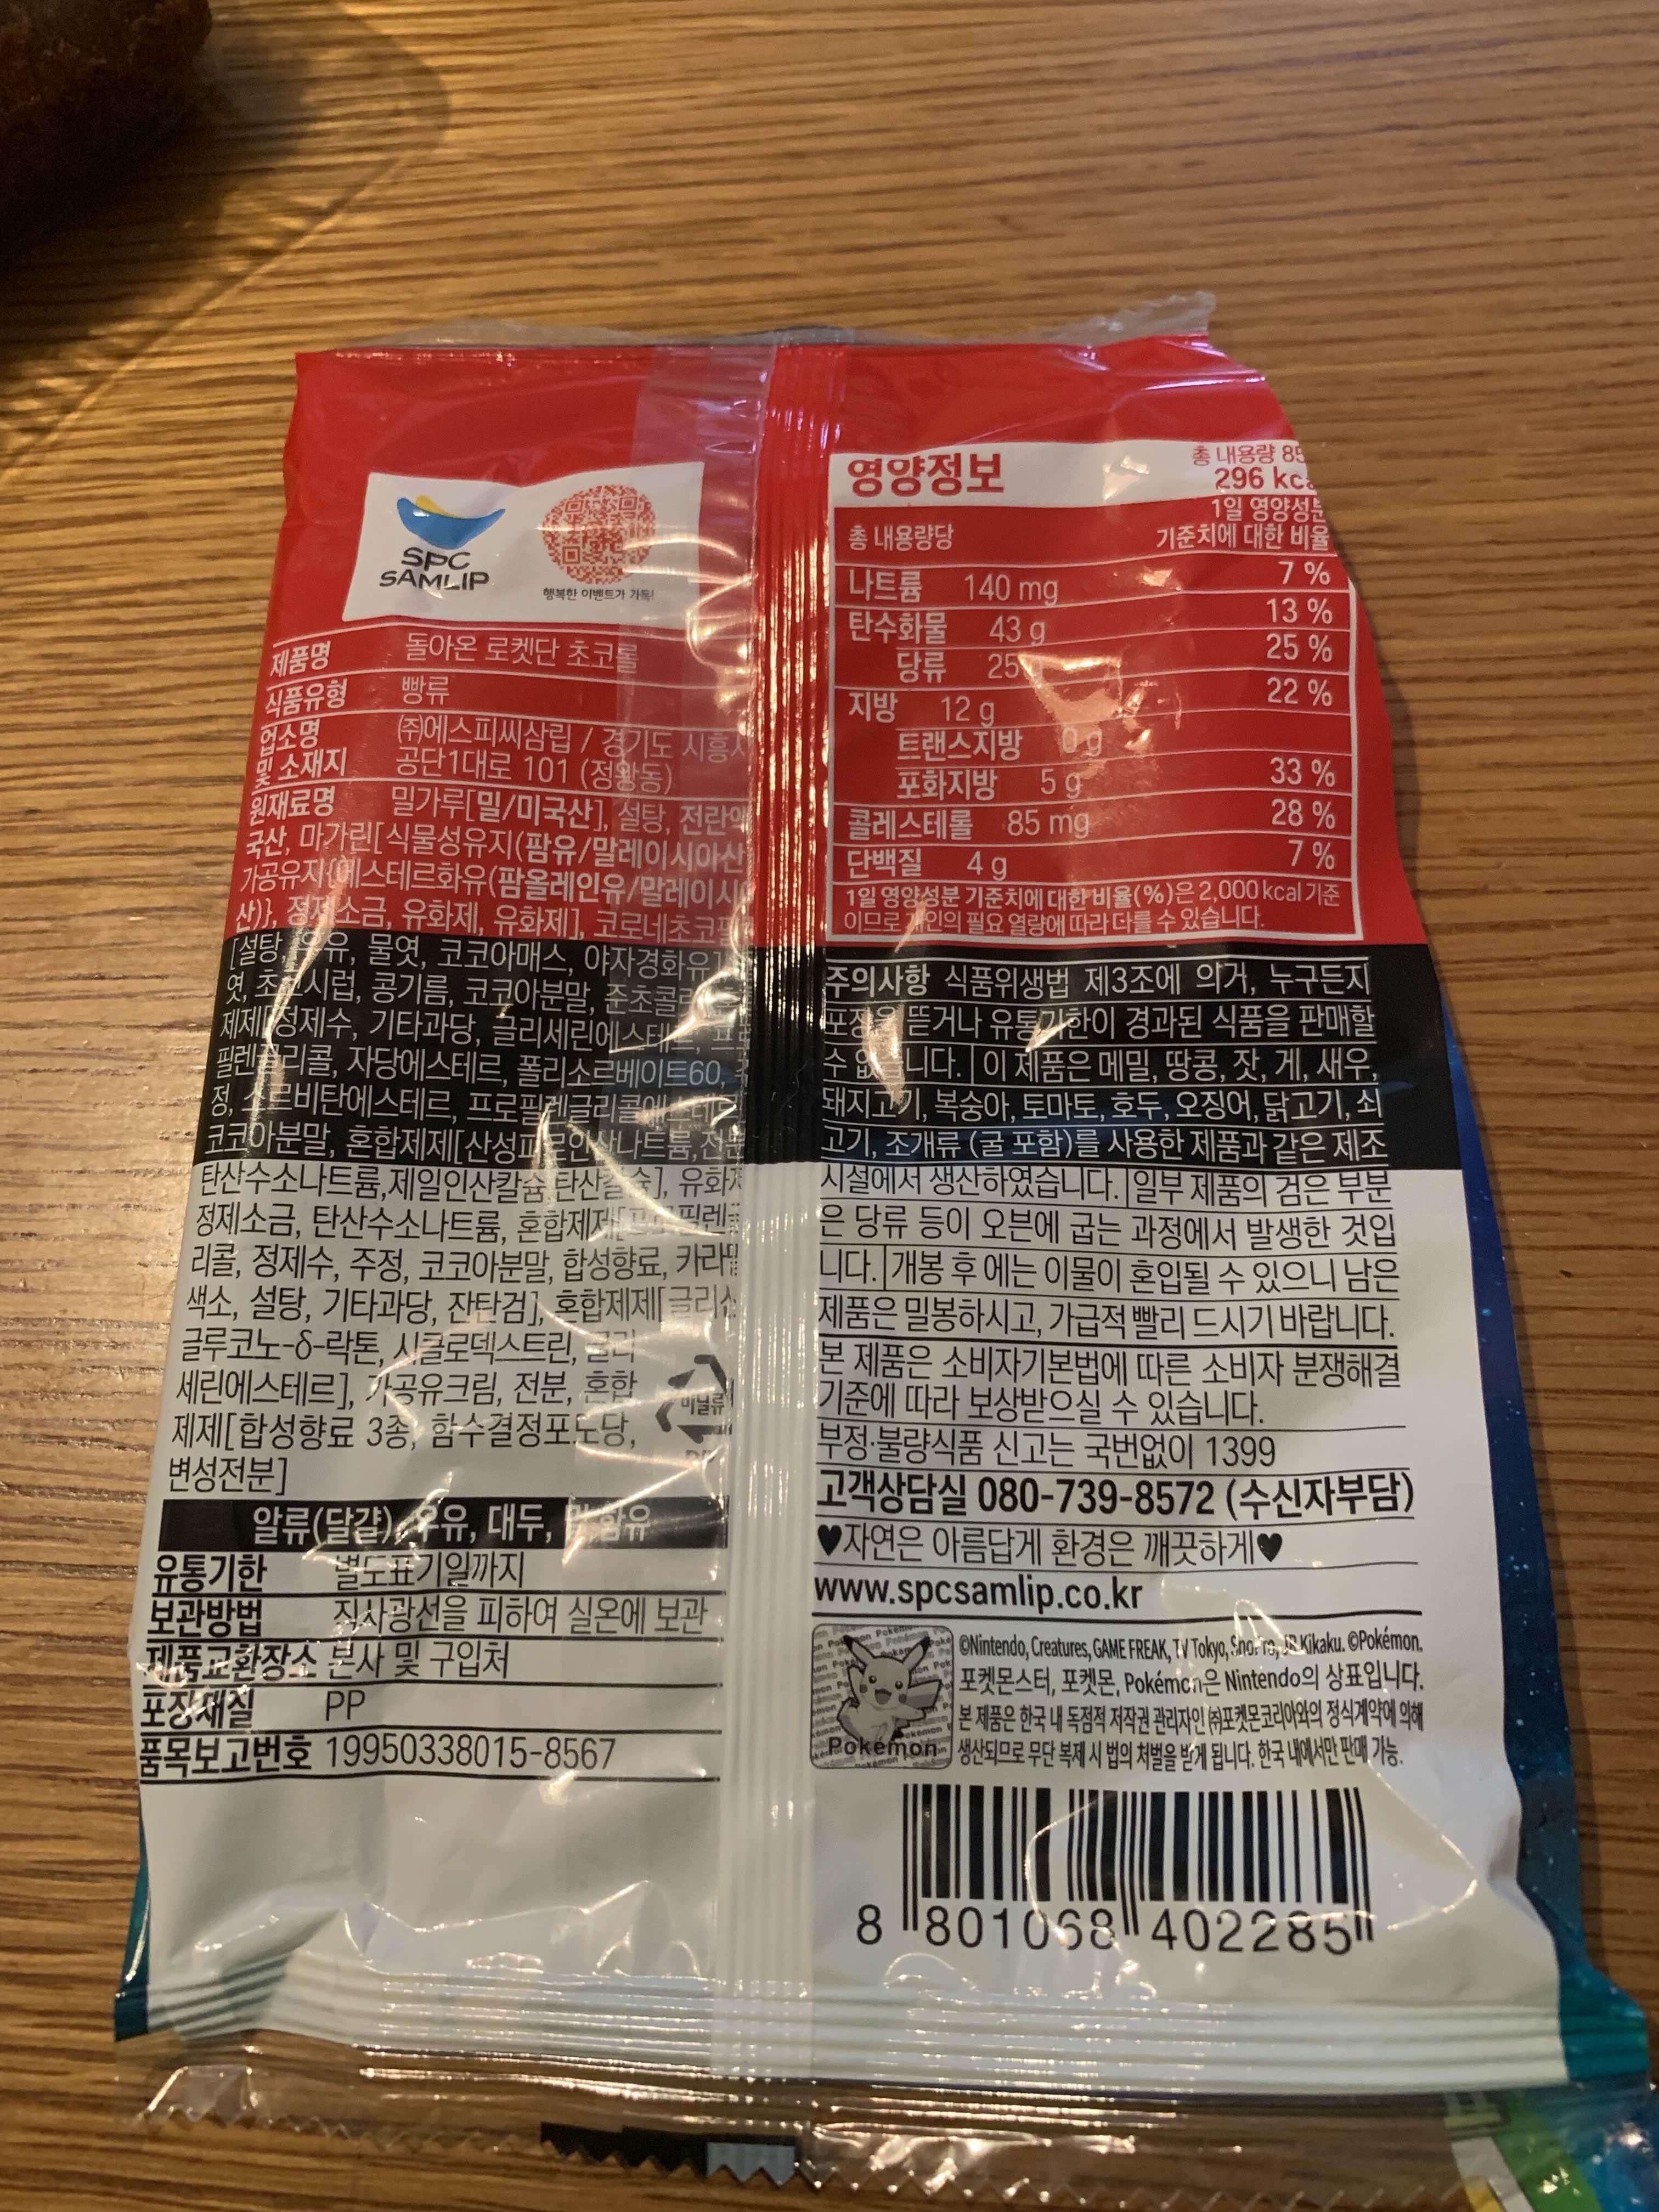 SPC
SAMLIP
행복한 이벤트가 가득!
제품명 돌아온 로켓단 초코롤
식품유형 빵류
업소명 및 소재지 ㈜에스피씨삼립 / 경기도 시흥시
공단1대로 101 (정왕동)
원재료명 밀가루[밀/미국산], 설탕, 전란액
국산, 마가린[식물성유지(팜유/말레이시아산
가공유지{에스테르화유(팜올레인유/말레이시아
산)}, 정제소금, 유화제, 유화제], 코로네초코
[설탕, 우유, 물엿, 코코아매스, 야자경화유
엿, 초코시럽, 콩기름, 코코아분말, 준초콜
제제[정제수, 기타과당, 글리세린에스테르, 프로
필렌글리콜, 자당에스테르, 폴리소르베이트60,
정, 소르비탄에스테르, 프로필렌글리콜에스테르
코코아분말, 혼합제제[산성피로인산나트륨, 전분
탄산수소나트륨,제일인산칼슘,탄산칼슘], 유화제
정제소금, 탄산수소나트륨, 혼합제제[프로필렌글
리콜, 정제수, 주정, 코코아분말, 합성향료, 카라멜
색소, 설탕, 기타과당, 잔탄검], 혼합제제[글리신
글루코노-δ-락톤, 시클로덱스트린, 글리
세린에스테르], 가공유크림, 전분, 혼합
제제[합성향료 3종, 함수결정포도당,
변성전분]
비닐류
알류(달걀), 우유, 대두, 밀 함유
유통기한 별도표기일까지
보관방법 직사광선을 피하여 실온에 보관
제품교환장소 본사 및 구입처
포장재질 PP
품목보고번호 19950338015-8567
영양정보
총 내용량 85
296 kca
총 내용량당
1일 영양성분
기준치에 대한 비율
나트륨 140 mg 7 %
탄수화물 43 g 13 %
당류 25 g 25 %
지방 12 g 22 %
트랜스지방 0 g
포화지방 5 g 33 %
콜레스테롤 85 mg 28 %
단백질 4 g 7 %
1일 영양성분 기준치에 대한 비율(%)은 2,000 kcal 기준
이므로 개인의 필요 열량에 따라 다를 수 있습니다.
주의사항 식품위생법 제3조에 의거, 누구든지
포장을 뜯거나 유통기한이 경과된 식품을 판매할
수 없습니다. | 이 제품은 메밀, 땅콩, 잣, 게, 새우,
돼지고기, 복숭아, 토마토, 호두, 오징어, 닭고기, 쇠
고기, 조개류 (굴 포함)를 사용한 제품과 같은 제조
시설에서 생산하였습니다. | 일부 제품의 검은 부분
은 당류 등이 오븐에 굽는 과정에서 발생한 것입
니다. | 개봉 후 에는 이물이 혼입될 수 있으니 남은
제품은 밀봉하시고, 가급적 빨리 드시기 바랍니다.
본 제품은 소비자기본법에 따른 소비자 분쟁해결
기준에 따라 보상받으실 수 있습니다.
부정·불량식품 신고는 국번없이 1399
고객상담실 080-739-8572 (수신자부담)
♥자연은 아름답게 환경은 깨끗하게♥
www.spcsamlip.co.kr
©Nintendo, Creatures, GAME FREAK, TV Tokyo, ShoPro, JR Kikaku. ©Pokémon.
포켓몬스터, 포켓몬, Pokémon은 Nintendo의 상표입니다.
본 제품은 한국 내 독점적 저작권 관리자인 ㈜포켓몬코리아와의 정식계약에 의해
생산되므로 무단 복제 시 법의 처벌을 받게 됩니다. 한국 내에서만 판매 가능.
Pokémon
8 801068 402285